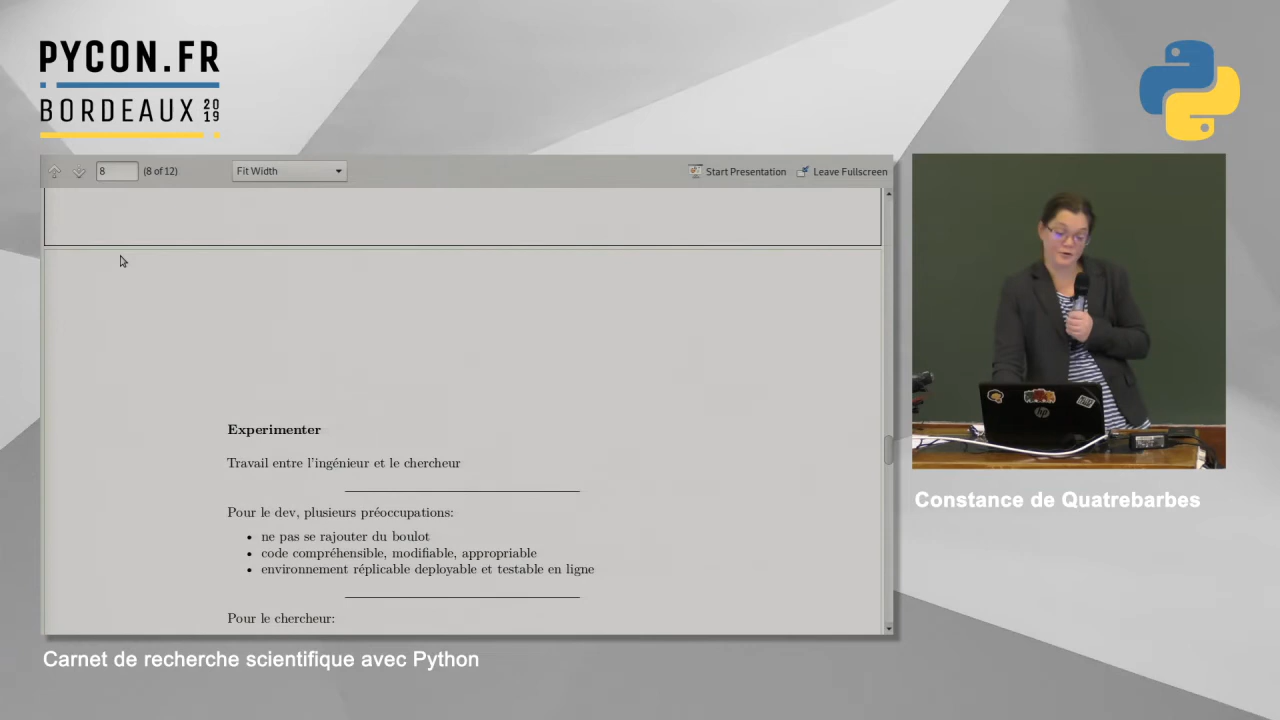 PYCON.FR
BORDEAUX 2019
8 (8 of 12) Fit Width Start Presentation Leave Fullscreen
Experimenter
Travail entre l'ingénieur et le chercheur
Pour le dev, plusieurs préoccupations:
• ne pas se rajouter du boulot
• code compréhensible, modifiable, appropriable
• environnement réplicable deployable et testable en ligne
Pour le chercheur:
hp
Constance de Quatrebarbes
Carnet de recherche scientifique avec Python